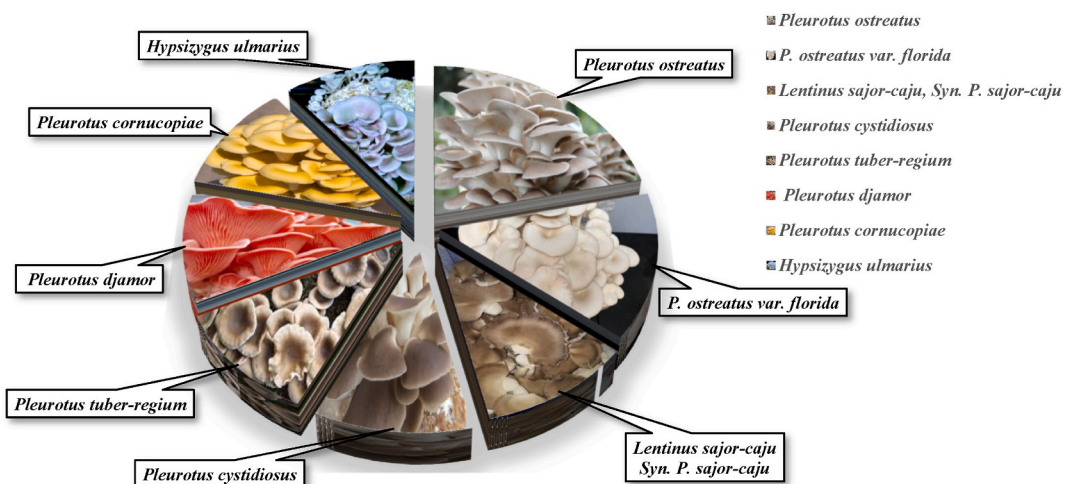 Hypsizygus ulmarius
Pleurotus ostreatus
Pleurotus cornucopiae
Pleurotus djamor
P. ostreatus var. florida
Pleurotus tuber-regium
Lentinus sajor-caju
Syn. P. sajor-caju
Pleurotus cystidiosus
Pleurotus ostreatus
P. ostreatus var. florida
Lentinus sajor-caju, Syn. P. sajor-caju
Pleurotus cystidiosus
Pleurotus tuber-regium
Pleurotus djamor
Pleurotus cornucopiae
Hypsizygus ulmarius